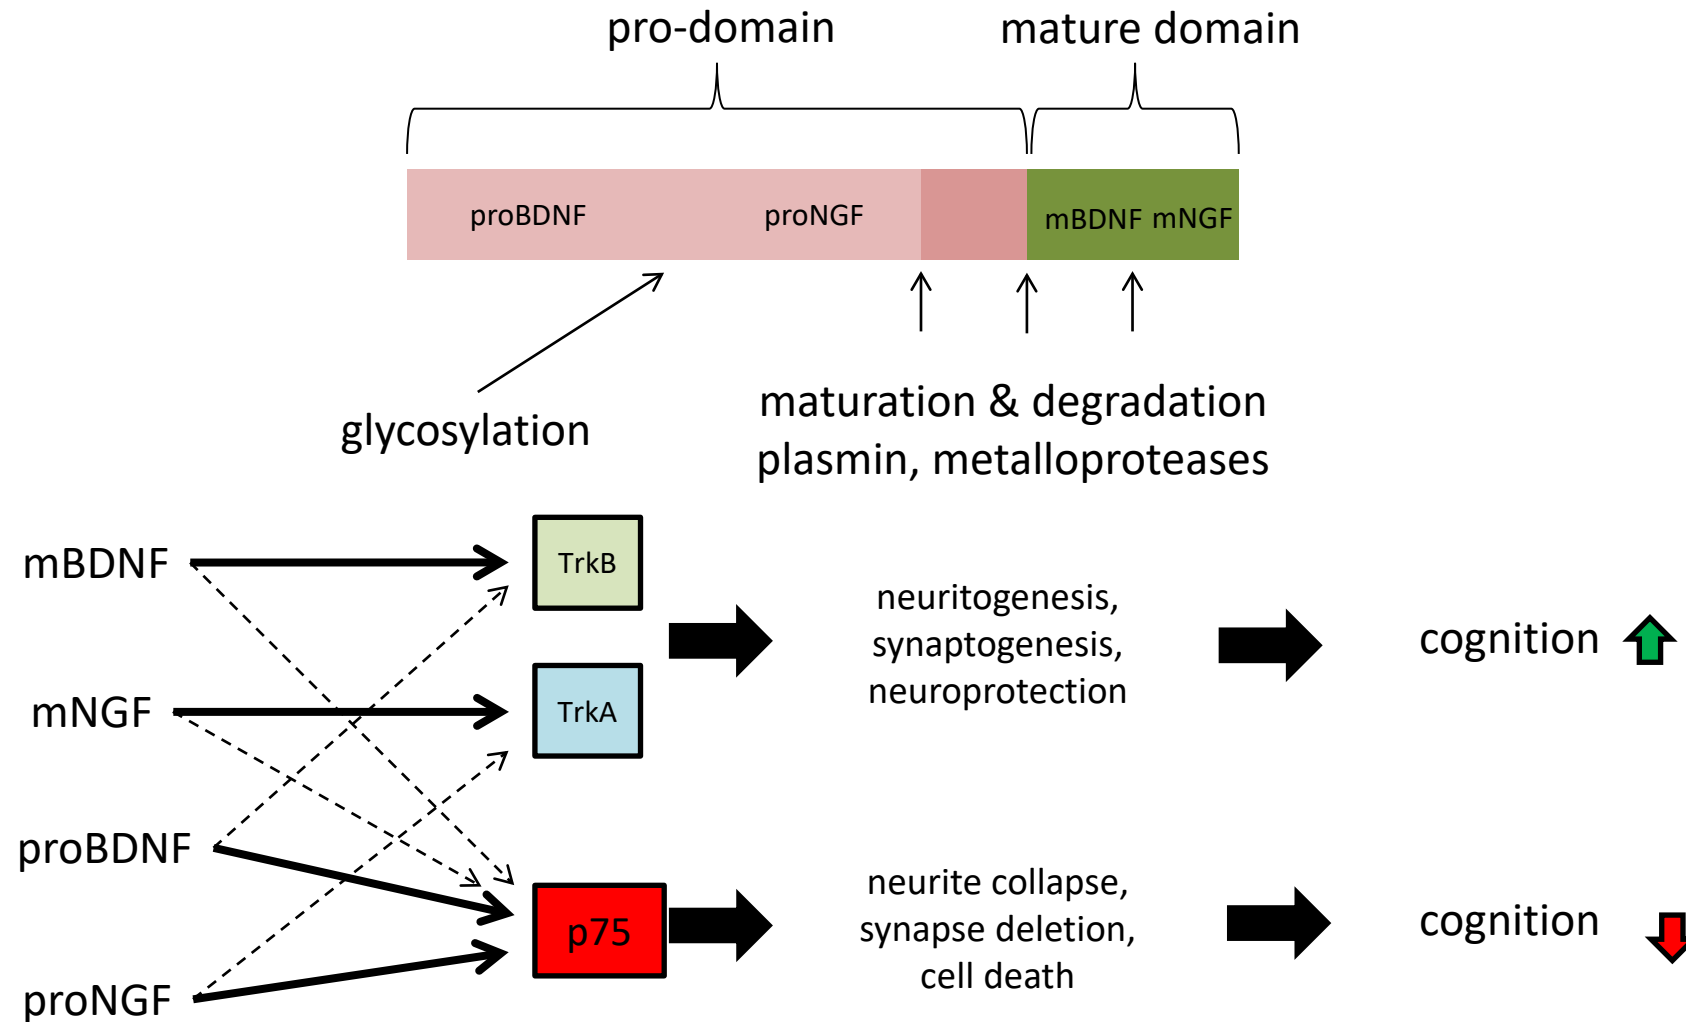 pro-domain
mature domain
proBDNF
proNGF
mBDNF
mNGF
glycosylation
maturation & degradation
plasmin, metalloproteases
mBDNF
TrkB
neuritogenesis,
synaptogenesis,
neuroprotection
cognition
mNGF
TrkA
proBDNF
p75
neurite collapse,
synapse deletion,
cell death
cognition
proNGF